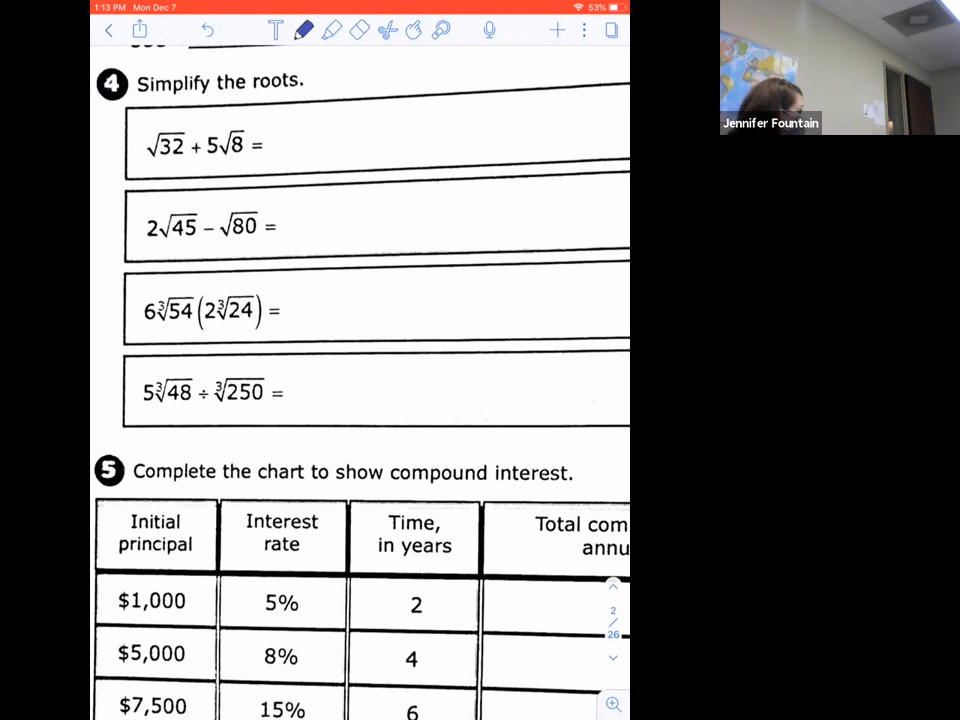 1:13 PM Mon Dec 7
53%
4 Simplify the roots.
√32 + 5√8 =
2√45 – √80 =
6∛54 (2∛24) =
5∛48 ÷ ∛250 =
5 Complete the chart to show compound interest.
Initial principal Interest rate Time, in years Total com
annu
$1,000 5% 2
$5,000 8% 4
$7,500 15% 6
2
/
26
Jennifer Fountain